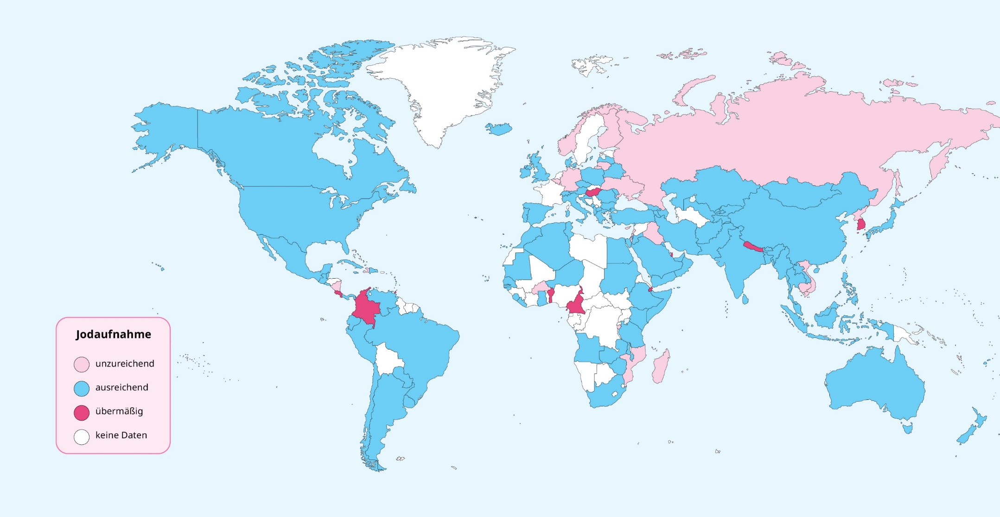 Jodaufnahme
unzureichend
ausreichend
übermäßig
keine Daten